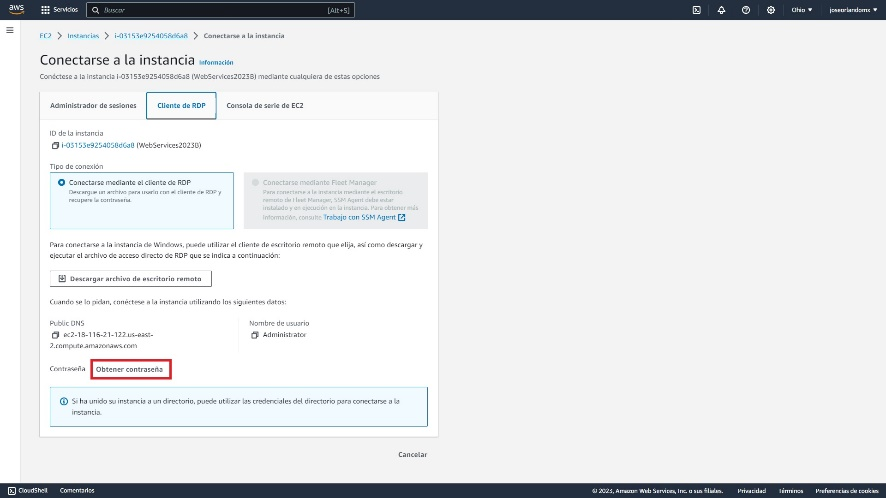 aws
Servicios
Buscar
[Alt+S]
Ohio
joseorlandomx
EC2 > Instancias > i-03153e9254058d6a8 > Conectarse a la instancia
Conectarse a la instancia Información
Conéctese a la instancia i-03153e9254058d6a8 (WebServices2023B) mediante cualquiera de estas opciones
Administrador de sesiones
Cliente de RDP
Consola de serie de EC2
ID de la instancia
i-03153e9254058d6a8 (WebServices2023B)
Tipo de conexión
Conectarse mediante el cliente de RDP
Descargue un archivo para usarlo con el cliente de RDP y
recupere la contraseña.
Conectarse mediante Fleet Manager
Para conectarse a la instancia mediante el escritorio
remoto de Fleet Manager, SSM Agent debe estar
instalado y en ejecución en la instancia. Para obtener más
información, consulte Trabajo con SSM Agent
Para conectarse a la instancia de Windows, puede utilizar el cliente de escritorio remoto que elija, así como descargar y
ejecutar el archivo de acceso directo de RDP que se indica a continuación:
Descargar archivo de escritorio remoto
Cuando se lo pidan, conéctese a la instancia utilizando los siguientes datos:
Public DNS
ec2-18-116-21-122.us-east-
2.compute.amazonaws.com
Nombre de usuario
Administrator
Contraseña Obtener contraseña
Si ha unido su instancia a un directorio, puede utilizar las credenciales del directorio para conectarse a la
instancia.
Cancelar
CloudShell
Comentarios
© 2023, Amazon Web Services, Inc. o sus filiales.
Privacidad
Términos
Preferencias de cookies